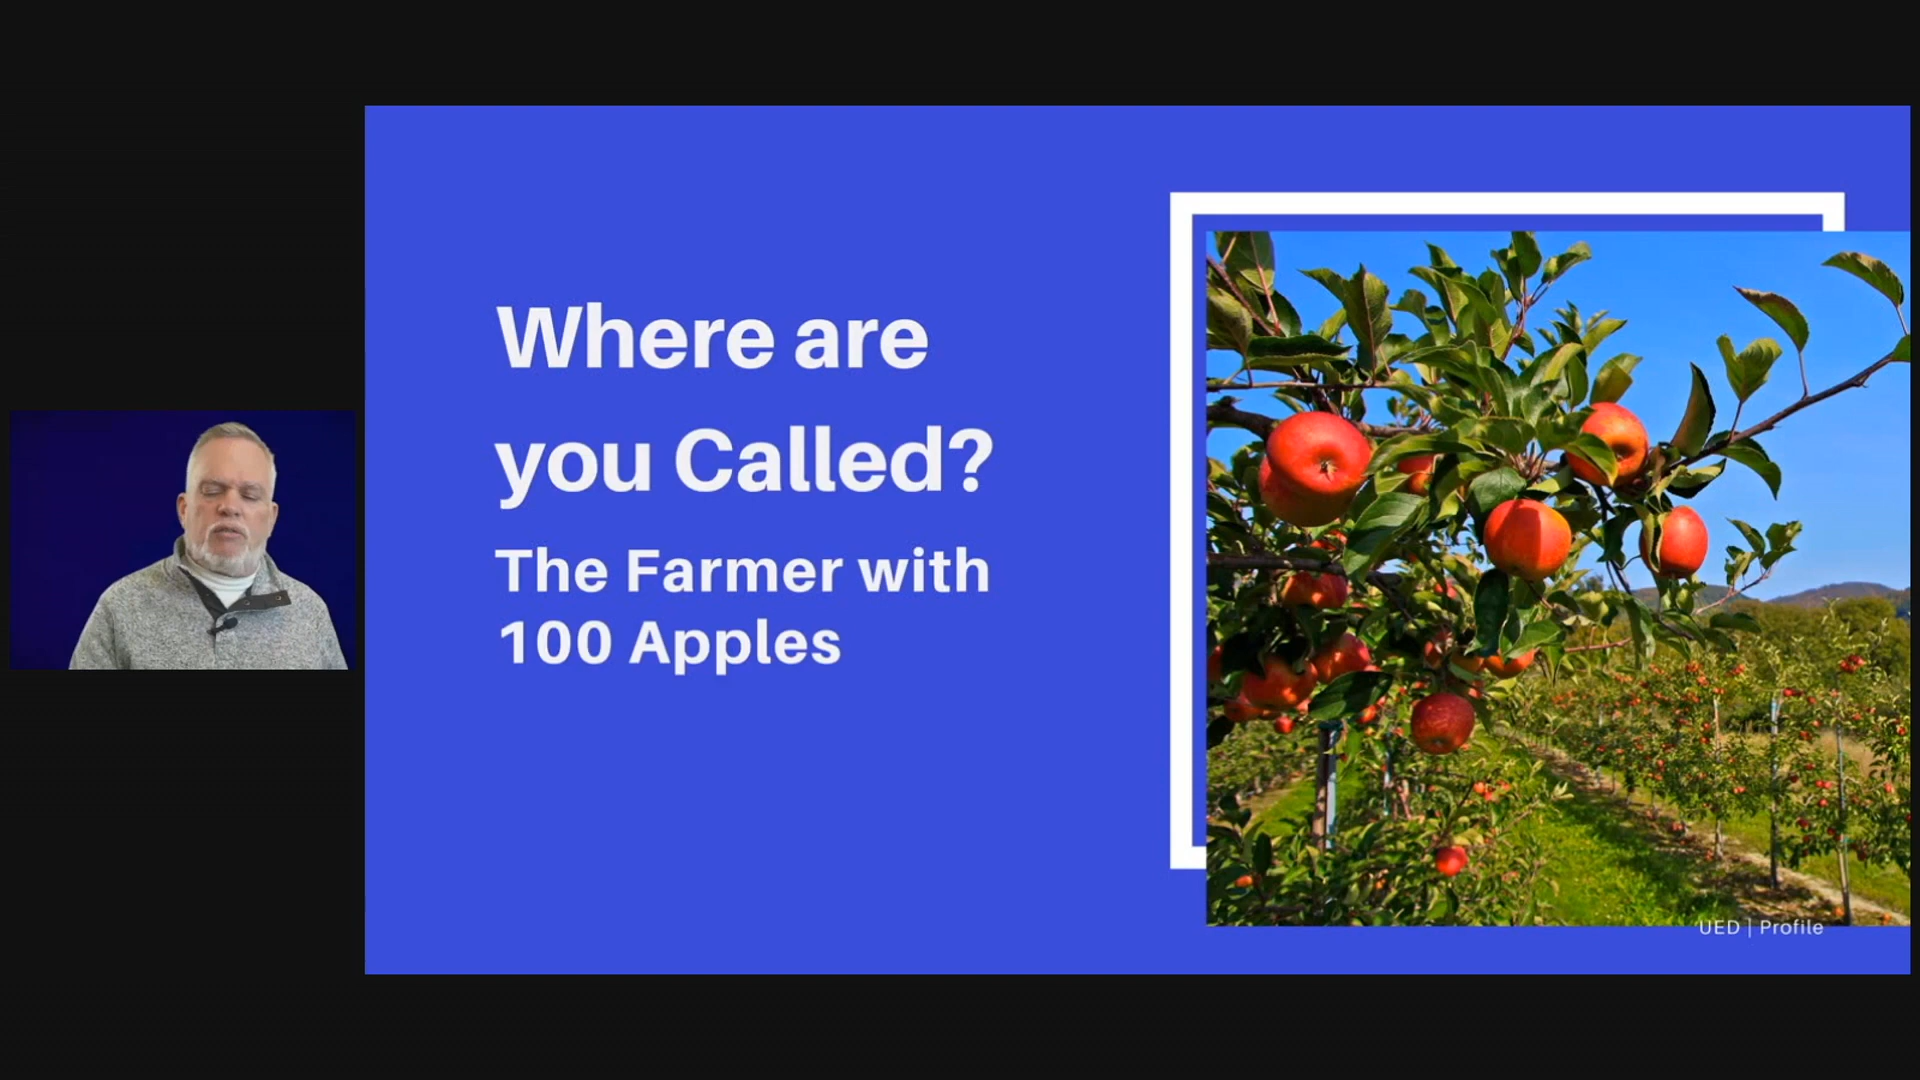 Where are
you Called?
The Farmer with
100 Apples
UED | Profile